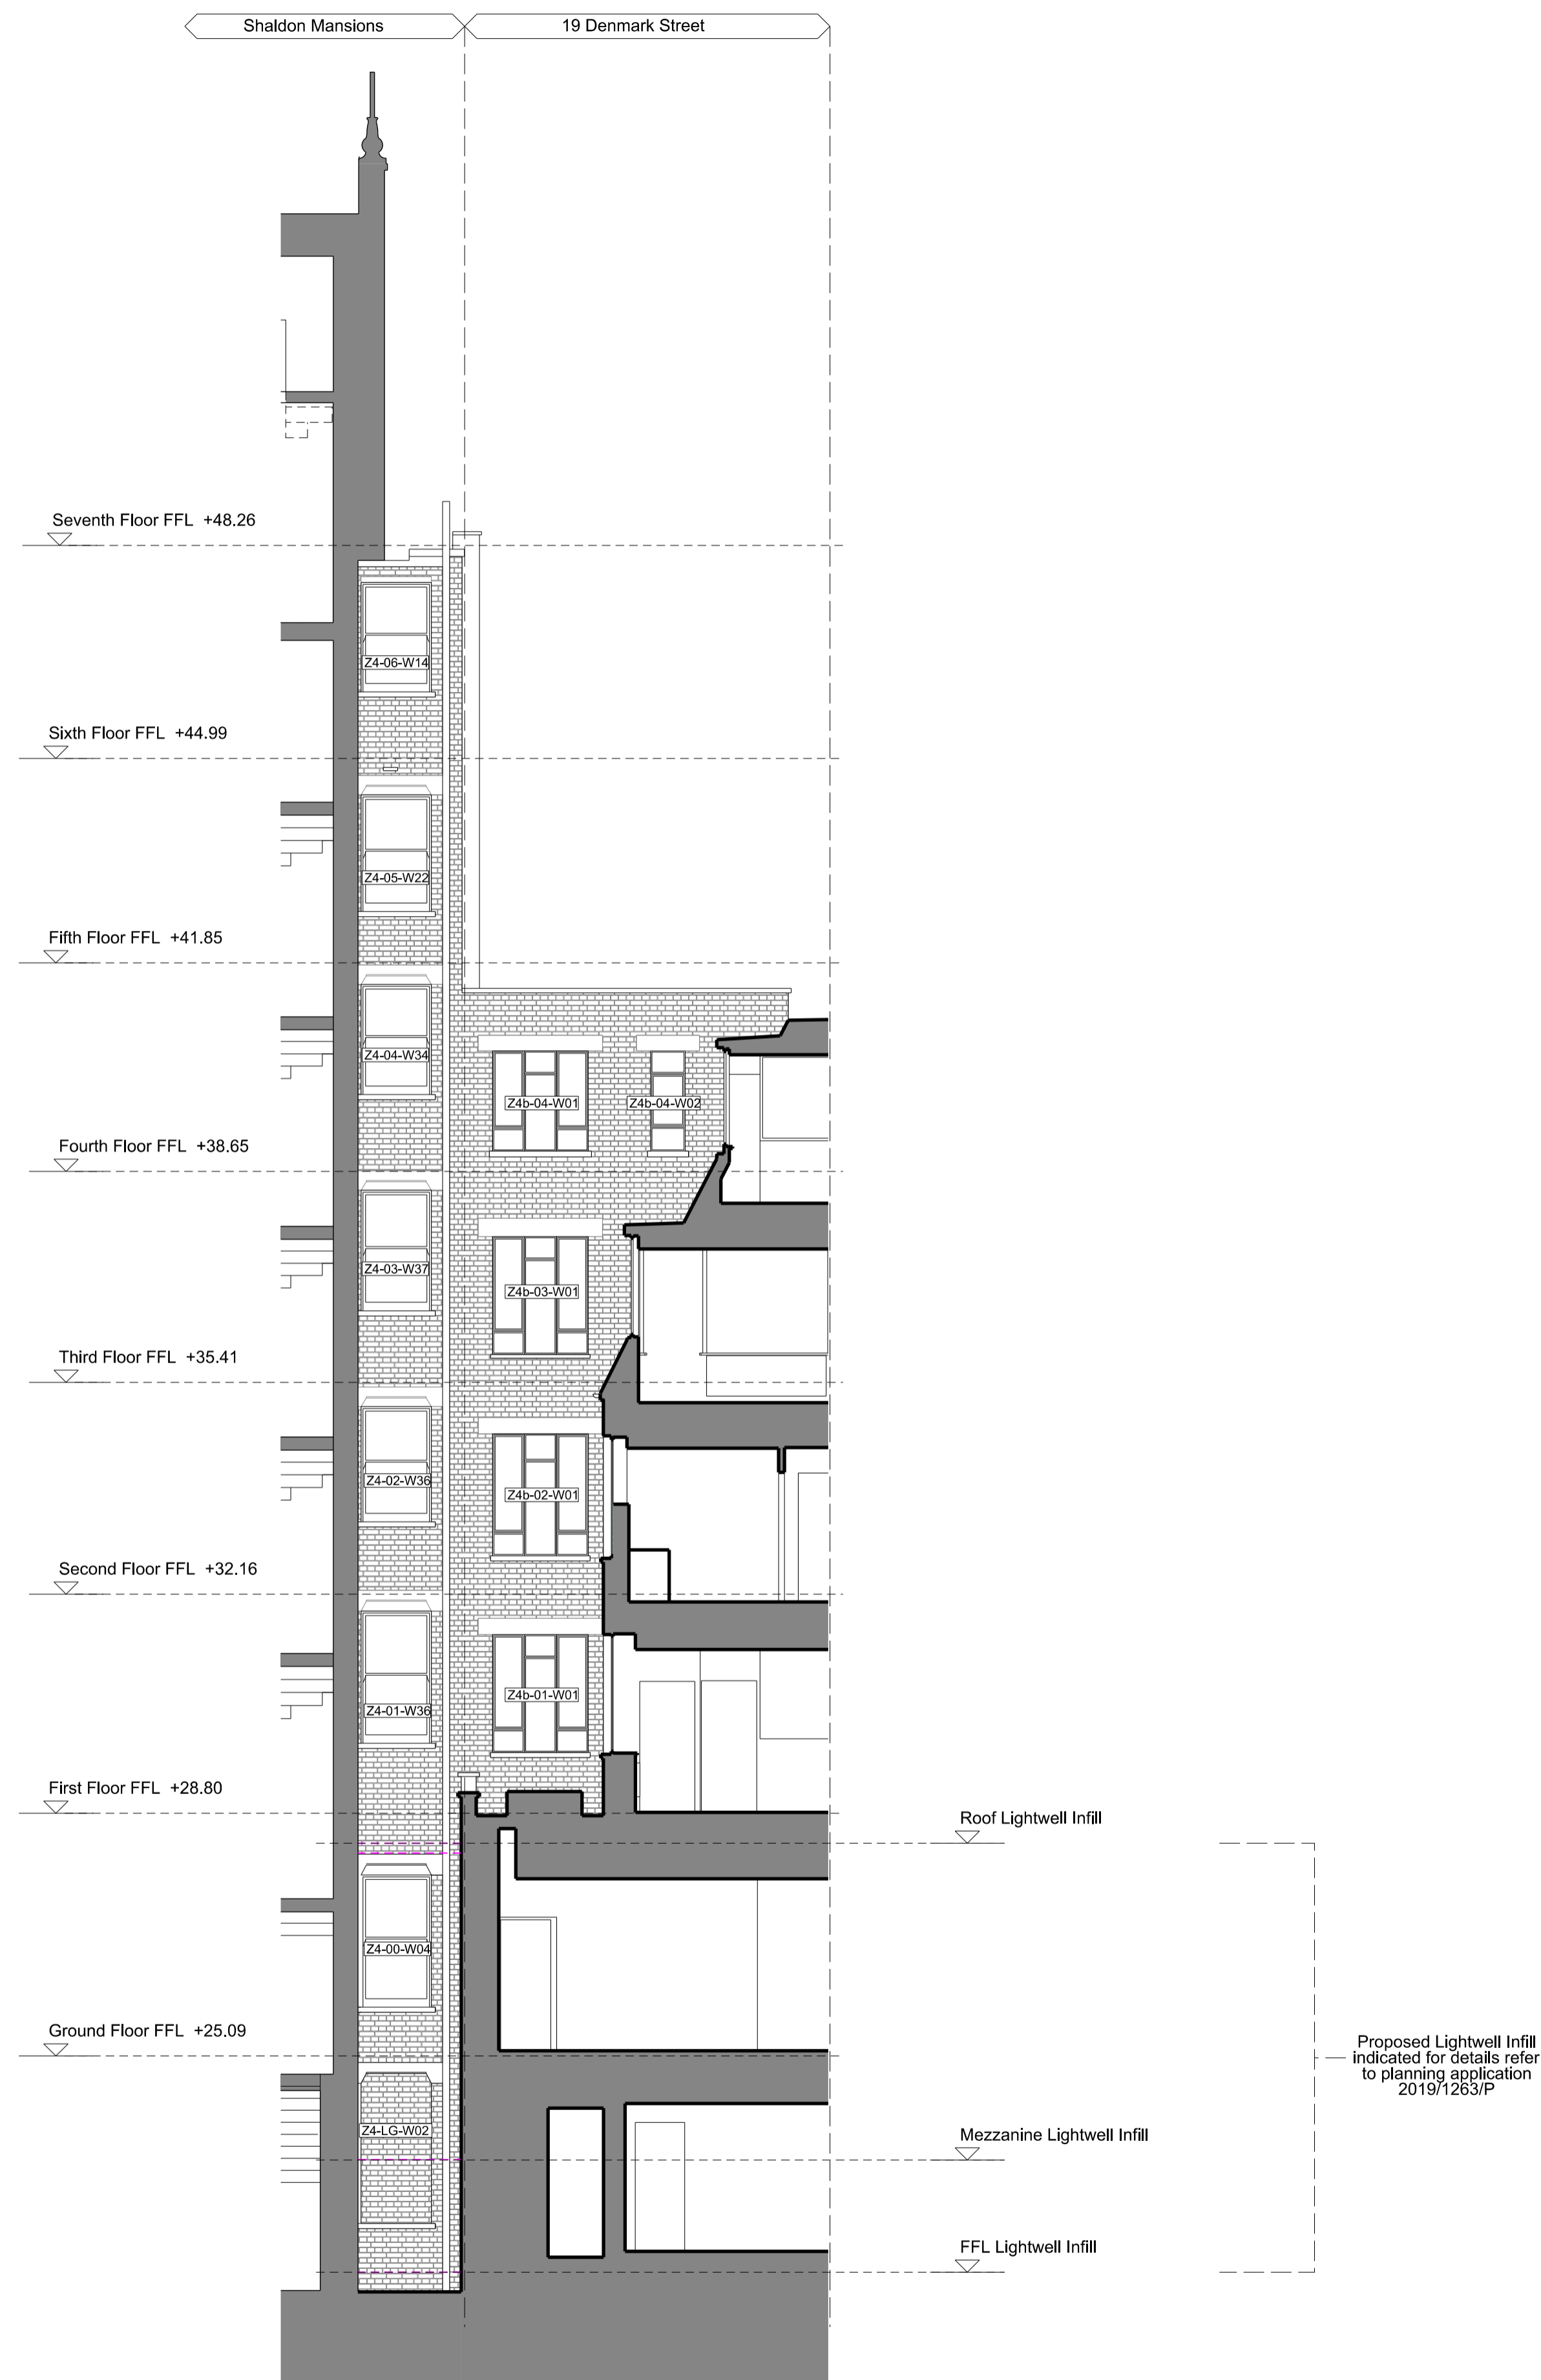 Shaldon Mansions
19 Denmark Street
Seventh Floor FFL +48.26
Z4-06-W14
Sixth Floor FFL +44.99
Z4-05-W22
Fifth Floor FFL +41.85
Z4-04-W34
Z4b-04-W01
Z4b-04-W02
Fourth Floor FFL +38.65
Z4-03-W37
Z4b-03-W01
Third Floor FFL +35.41
Z4-02-W36
Z4b-02-W01
Second Floor FFL +32.16
Z4-01-W36
Z4b-01-W01
First Floor FFL +28.80
Roof Lightwell Infill
Z4-00-W04
Ground Floor FFL +25.09
Proposed Lightwell Infill
indicated for details refer
to planning application
2019/1263/P
Z4-LG-W02
Mezzanine Lightwell Infill
FFL Lightwell Infill